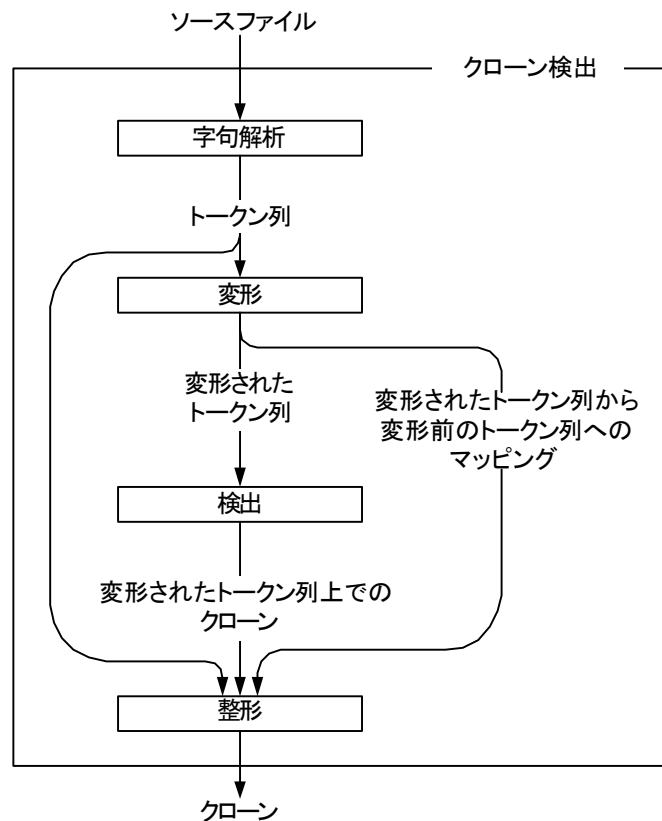 ソースファイル
クローン検出
字句解析
トークン列
変形
変形された
トークン列
変形されたトークン列から
変形前のトークン列への
マッピング
検出
変形されたトークン列上での
クローン
整形
クローン